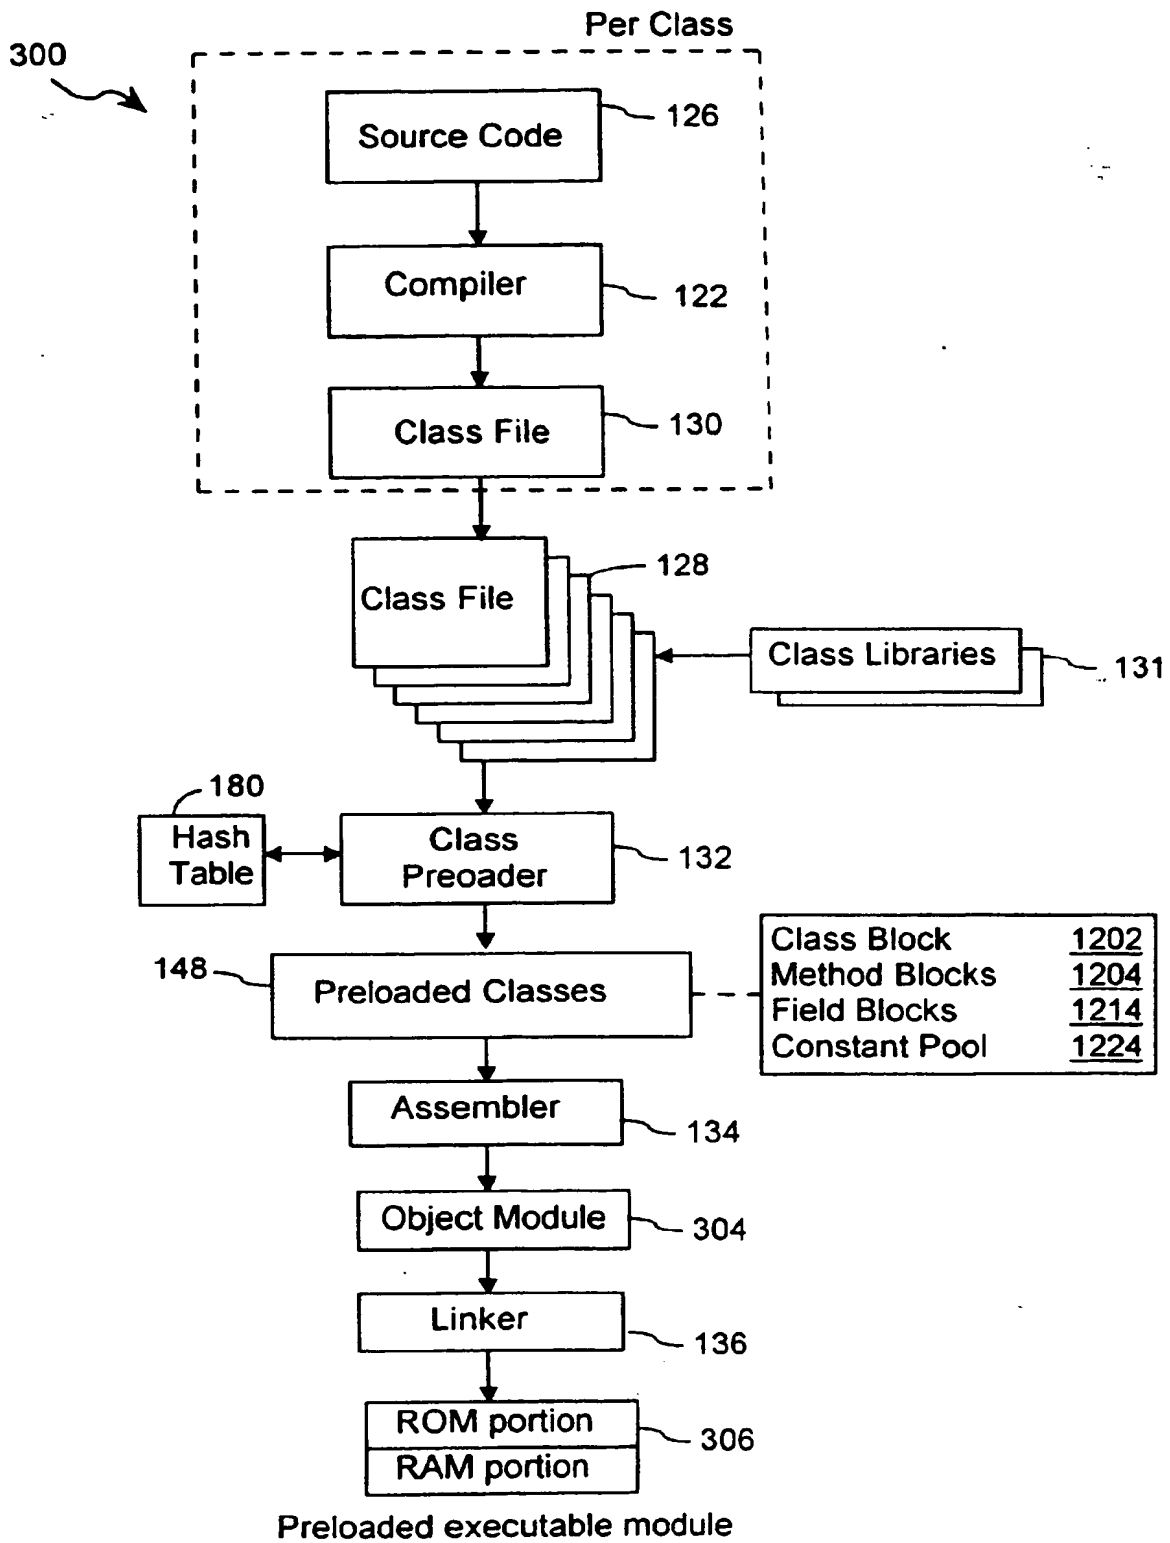 Per Class
300
Source Code
126
Compiler
122
Class File
130
Class File
128
Class Libraries
131
180
Hash
Table
Class
Preoader
132
148
Preloaded Classes
Class Block 1202
Method Blocks 1204
Field Blocks 1214
Constant Pool 1224
Assembler
134
Object Module
304
Linker
136
ROM portion
306
RAM portion
Preloaded executable module